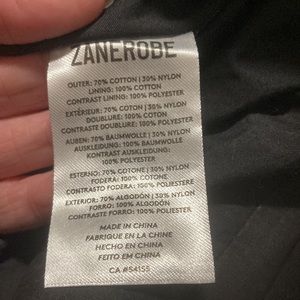 ZANEROBE
OUTER: 70% COTTON | 30% NYLON
LINING: 100% COTTON
CONTRAST LINING: 100% POLYESTER
EXTÉRIEUR: 70% COTON | 30% NYLON
DOUBLURE: 100% COTON
CONTRASTE DOUBLURE: 100% POLYESTER
AUßEN: 70% BAUMWOLLE | 30% NYLON
AUSKLEIDUNG: 100% BAUMWOLLE
KONTRAST AUSKLEIDUNG:
100% POLYESTER
ESTERNO: 70% COTONE | 30% NYLON
FODERA: 100% COTONE
CONTRASTO FODERA: 100% POLYESTER
EXTERIOR: 70% ALGODÓN | 30% NYLON
FORRO: 100% ALGODÓN
CONTRASTE FORRO: 100% POLIESTER
MADE IN CHINA
FABRIQUE EN LA CHINE
HECHO EN CHINA
FEITO EM CHINA
CA #54155